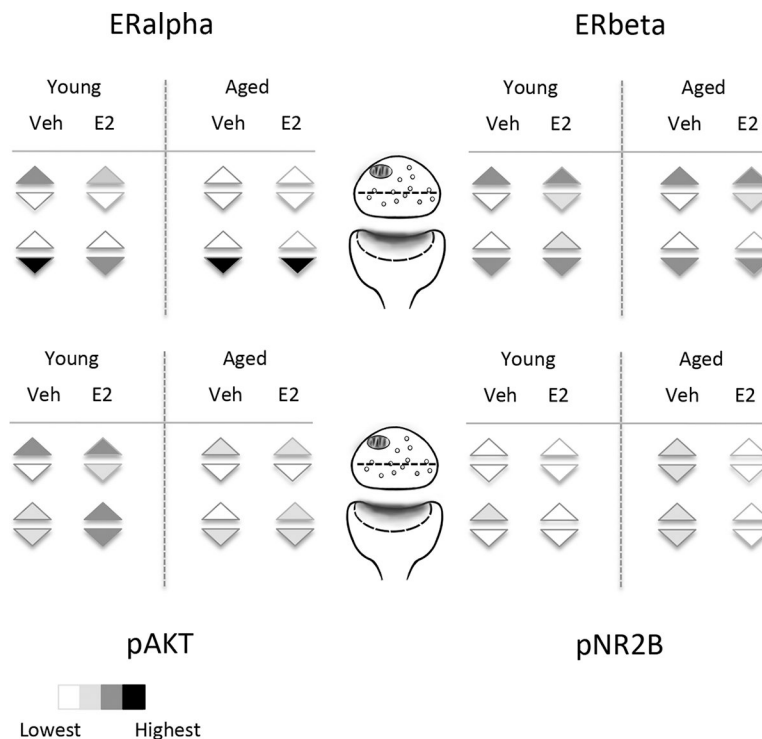 ERalpha ERbeta
Young Aged Young Aged
Veh E2 Veh E2 Veh E2 Veh E2
Young Aged Young Aged
Veh E2 Veh E2 Veh E2 Veh E2
pAKT pNR2B
Lowest Highest